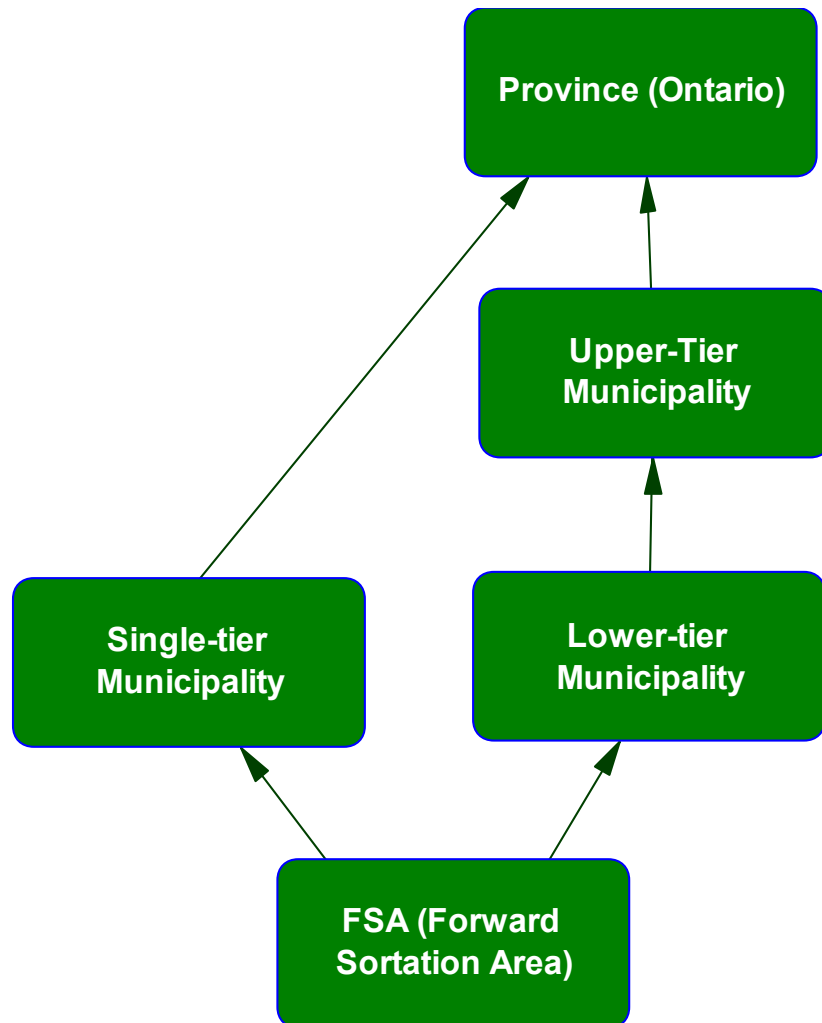 Province (Ontario)
Upper-Tier
Municipality
Single-tier
Municipality
Lower-tier
Municipality
FSA (Forward
Sortation Area)